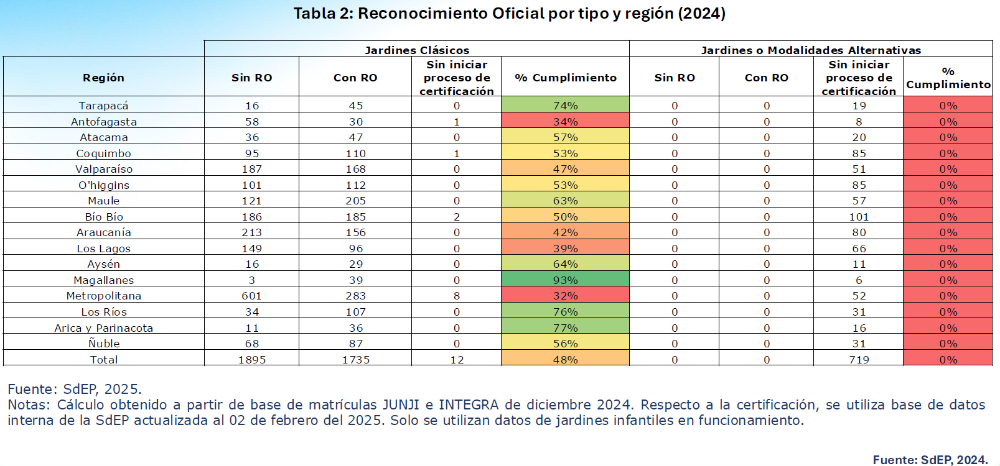 Tabla 2: Reconocimiento Oficial por tipo y región (2024)
Jardines Clásicos Jardines o Modalidades Alternativas
Región Sin RO Con RO Sin iniciar proceso de certificación % Cumplimiento Sin RO Con RO Sin iniciar proceso de certificación % Cumplimiento
Tarapacá 16 45 0 74% 0 0 19 0%
Antofagasta 58 30 1 34% 0 0 8 0%
Atacama 36 47 0 57% 0 0 20 0%
Coquimbo 95 110 1 53% 0 0 85 0%
Valparaíso 187 168 0 47% 0 0 51 0%
O'higgins 101 112 0 53% 0 0 85 0%
Maule 121 205 0 63% 0 0 57 0%
Bío Bío 186 185 2 50% 0 0 101 0%
Araucanía 213 156 0 42% 0 0 80 0%
Los Lagos 149 96 0 39% 0 0 66 0%
Aysén 16 29 0 64% 0 0 11 0%
Magallanes 3 39 0 93% 0 0 6 0%
Metropolitana 601 283 8 32% 0 0 52 0%
Los Ríos 34 107 0 76% 0 0 31 0%
Arica y Parinacota 11 36 0 77% 0 0 16 0%
Ñuble 68 87 0 56% 0 0 31 0%
Total 1895 1735 12 48% 0 0 719 0%
Fuente: SdEP, 2025.
Notas: Cálculo obtenido a partir de base de matrículas JUNJI e INTEGRA de diciembre 2024. Respecto a la certificación, se utiliza base de datos
interna de la SdEP actualizada al 02 de febrero del 2025. Solo se utilizan datos de jardines infantiles en funcionamiento.
Fuente: SdEP, 2024.